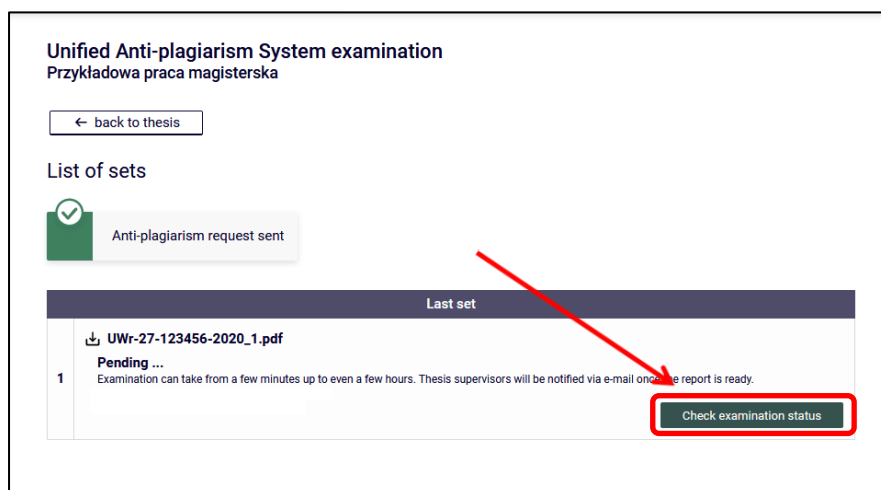 Unified Anti-plagiarism System examination
Przykładowa praca magisterska
← back to thesis
List of sets
Anti-plagiarism request sent
Last set
UWr-27-123456-2020_1.pdf
Pending ...
1
Examination can take from a few minutes up to even a few hours. Thesis supervisors will be notified via e-mail once the report is ready.
Check examination status